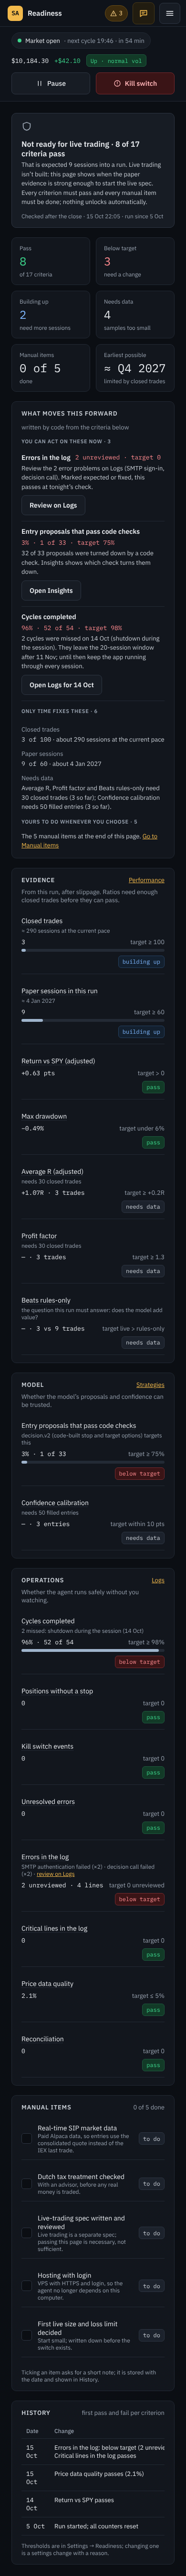 SA Readiness 3
Market open · next cycle 19:46 · in 54 min
$10,184.30 +$42.10 Up · normal vol
Pause
Kill switch
Not ready for live trading · 8 of 17
criteria pass
That is expected 9 sessions into a run. Live trading
isn't built; this page shows when the paper
evidence is strong enough to start the live spec.
Every criterion must pass and every manual item
must be done; nothing unlocks automatically.
Checked after the close · 15 Oct 22:05 · run since 5 Oct
Pass
8
of 17 criteria
Below target
3
need a change
Building up
2
need more sessions
Needs data
4
samples too small
Manual items
0 of 5
done
Earliest possible
≈ Q4 2027
limited by closed trades
WHAT MOVES THIS FORWARD
written by code from the criteria below
YOU CAN ACT ON THESE NOW · 3
Errors in the log 2 unreviewed · target 0
Review the 2 error problems on Logs (SMTP sign-in,
decision call). Marked expected or fixed, this
passes at tonight's check.
Review on Logs
Entry proposals that pass code checks
3% · 1 of 33 · target 75%
32 of 33 proposals were turned down by a code
check. Insights shows which check turns them
down.
Open Insights
Cycles completed
96% · 52 of 54 · target 98%
2 cycles were missed on 14 Oct (shutdown during
the session). They leave the 20-session window
after 11 Nov; until then keep the app running
through every session.
Open Logs for 14 Oct
ONLY TIME FIXES THESE · 6
Closed trades
3 of 100 · about 290 sessions at the current pace
Paper sessions
9 of 60 · about 4 Jan 2027
Needs data
Average R, Profit factor and Beats rules-only need
30 closed trades (3 so far); Confidence calibration
needs 50 filled entries (3 so far).
YOURS TO DO WHENEVER YOU CHOOSE · 5
The 5 manual items at the end of this page. Go to
Manual items
EVIDENCE Performance
From this run, after slippage. Ratios need enough
closed trades before they can pass.
Closed trades
≈ 290 sessions at the current pace
3 target ≥ 100
building up
Paper sessions in this run
≈ 4 Jan 2027
9 target ≥ 60
building up
Return vs SPY (adjusted)
+0.63 pts target > 0
pass
Max drawdown
−0.49% target under 6%
pass
Average R (adjusted)
needs 30 closed trades
+1.07R · 3 trades target ≥ +0.2R
needs data
Profit factor
needs 30 closed trades
— · 3 trades target ≥ 1.3
needs data
Beats rules-only
the question this run must answer: does the model add
value?
— · 3 vs 9 trades target live > rules-only
needs data
MODEL Strategies
Whether the model's proposals and confidence can
be trusted.
Entry proposals that pass code checks
decision.v2 (code-built stop and target options) targets
this
3% · 1 of 33 target ≥ 75%
below target
Confidence calibration
needs 50 filled entries
— · 3 entries target within 10 pts
needs data
OPERATIONS Logs
Whether the agent runs safely without you
watching.
Cycles completed
2 missed: shutdown during the session (14 Oct)
96% · 52 of 54 target ≥ 98%
below target
Positions without a stop
0 target 0
pass
Kill switch events
0 target 0
pass
Unresolved errors
0 target 0
pass
Errors in the log
SMTP authentication failed (×2) · decision call failed
(×2) · review on Logs
2 unreviewed · 4 lines target 0 unreviewed
below target
Critical lines in the log
0 target 0
pass
Price data quality
2.1% target ≤ 5%
pass
Reconciliation
0 target 0
pass
MANUAL ITEMS 0 of 5 done
Real-time SIP market data
Paid Alpaca data, so entries use the
consolidated quote instead of the
IEX last trade.
to do
Dutch tax treatment checked
With an advisor, before any real
money is traded.
to do
Live-trading spec written and
reviewed
Live trading is a separate spec;
passing this page is necessary, not
sufficient.
to do
Hosting with login
VPS with HTTPS and login, so the
agent no longer depends on this
computer.
to do
First live size and loss limit
decided
Start small; written down before the
switch exists.
to do
Ticking an item asks for a short note; it is stored with
the date and shown in History.
HISTORY first pass and fail per criterion
Date Change
15
Oct
Errors in the log: below target (2 unrevie
Critical lines in the log passes
15
Oct
Price data quality passes (2.1%)
14
Oct
Return vs SPY passes
5 Oct Run started; all counters reset
Thresholds are in Settings → Readiness; changing one
is a settings change with a reason.